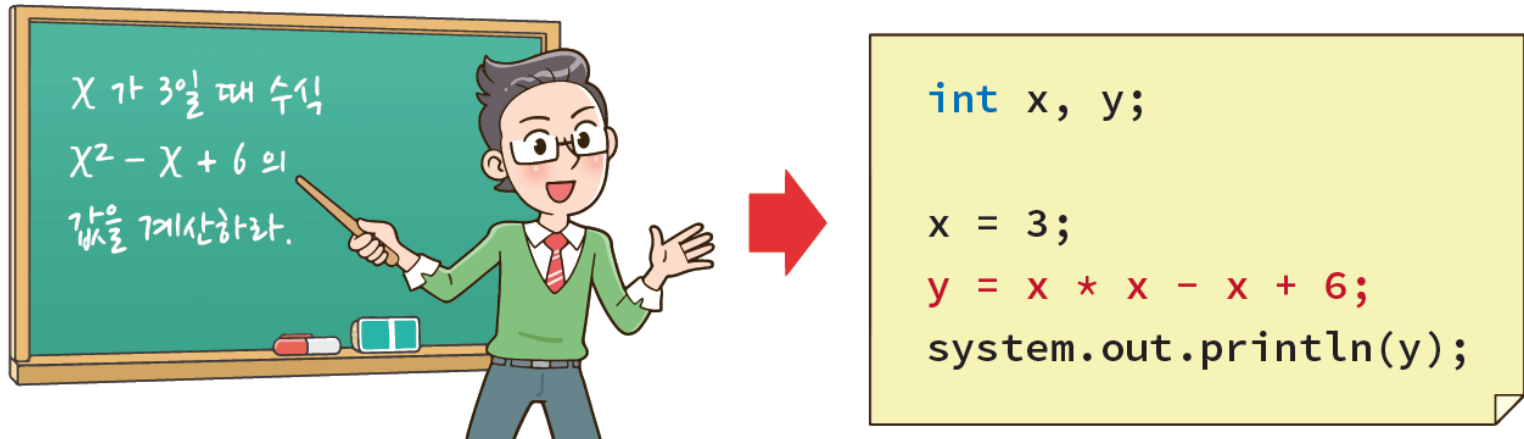 x가 3일 때 수식
x² - x + 6 의
값을 계산하라.
int x, y;
x = 3;
y = x * x - x + 6;
system.out.println(y);